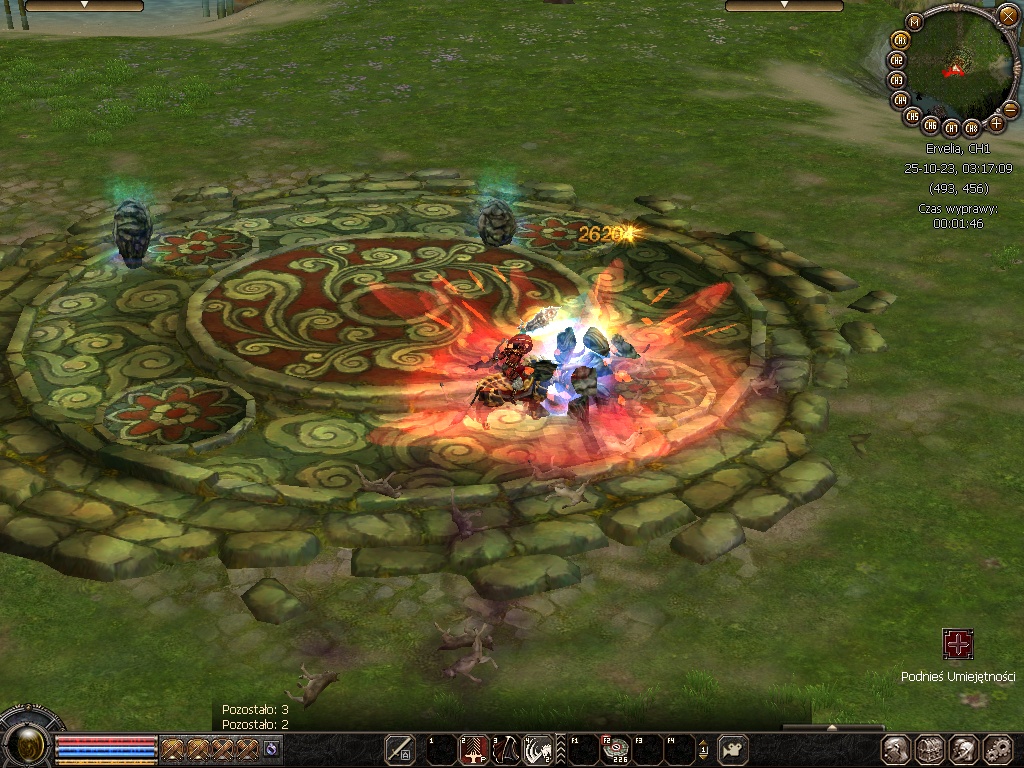 M
CH1
CH2
CH3
CH4
CH5
CH6
CH7
CH8
Ervelia, CH1
25-10-23, 03:17:09
(493, 456)
Czas wyprawy:
00:01:46
Podnieś Umiejętności
Pozostało: 3
Pozostało: 2
1 2 3 4 F1 F2 F3 F4 1
226